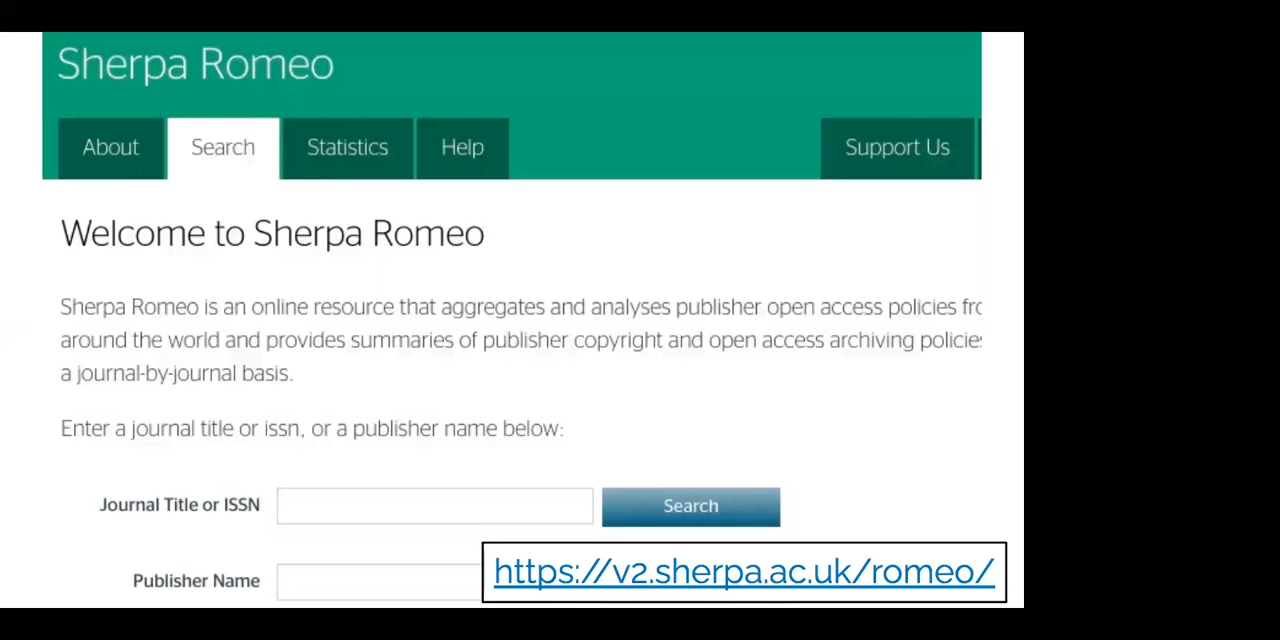 Sherpa Romeo
About Search Statistics Help Support Us
Welcome to Sherpa Romeo
Sherpa Romeo is an online resource that aggregates and analyses publisher open access policies
around the world and provides summaries of publisher copyright and open access archiving
a journal-by-journal basis.
Enter a journal title or issn, or a publisher name below:
Journal Title or ISSN Search
Publisher Name
https://v2.sherpa.ac.uk/romeo/